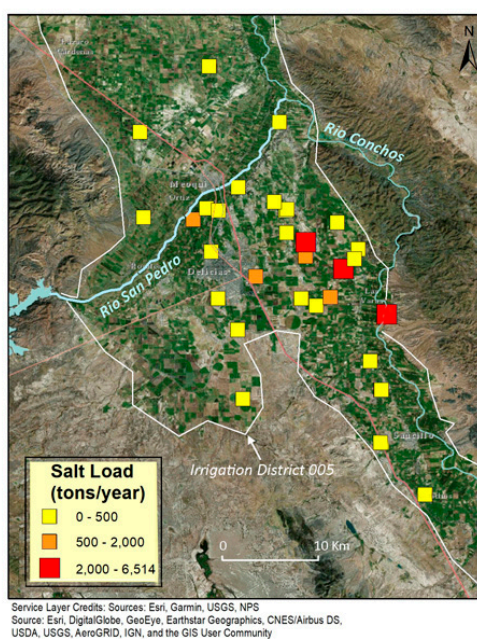 N
Rio Conchos
Meoqui
Rio San Pedro
Delicias
Irrigation District 005
Salt Load
(tons/year)
0 - 500
500 - 2,000
2,000 - 6,514
0 10 Km
Service Layer Credits: Sources: Esri, Garmin, USGS, NPS
Source: Esri, DigitalGlobe, GeoEye, Earthstar Geographics, CNES/Airbus DS,
USDA, USGS, AeroGRID, IGN, and the GIS User Community